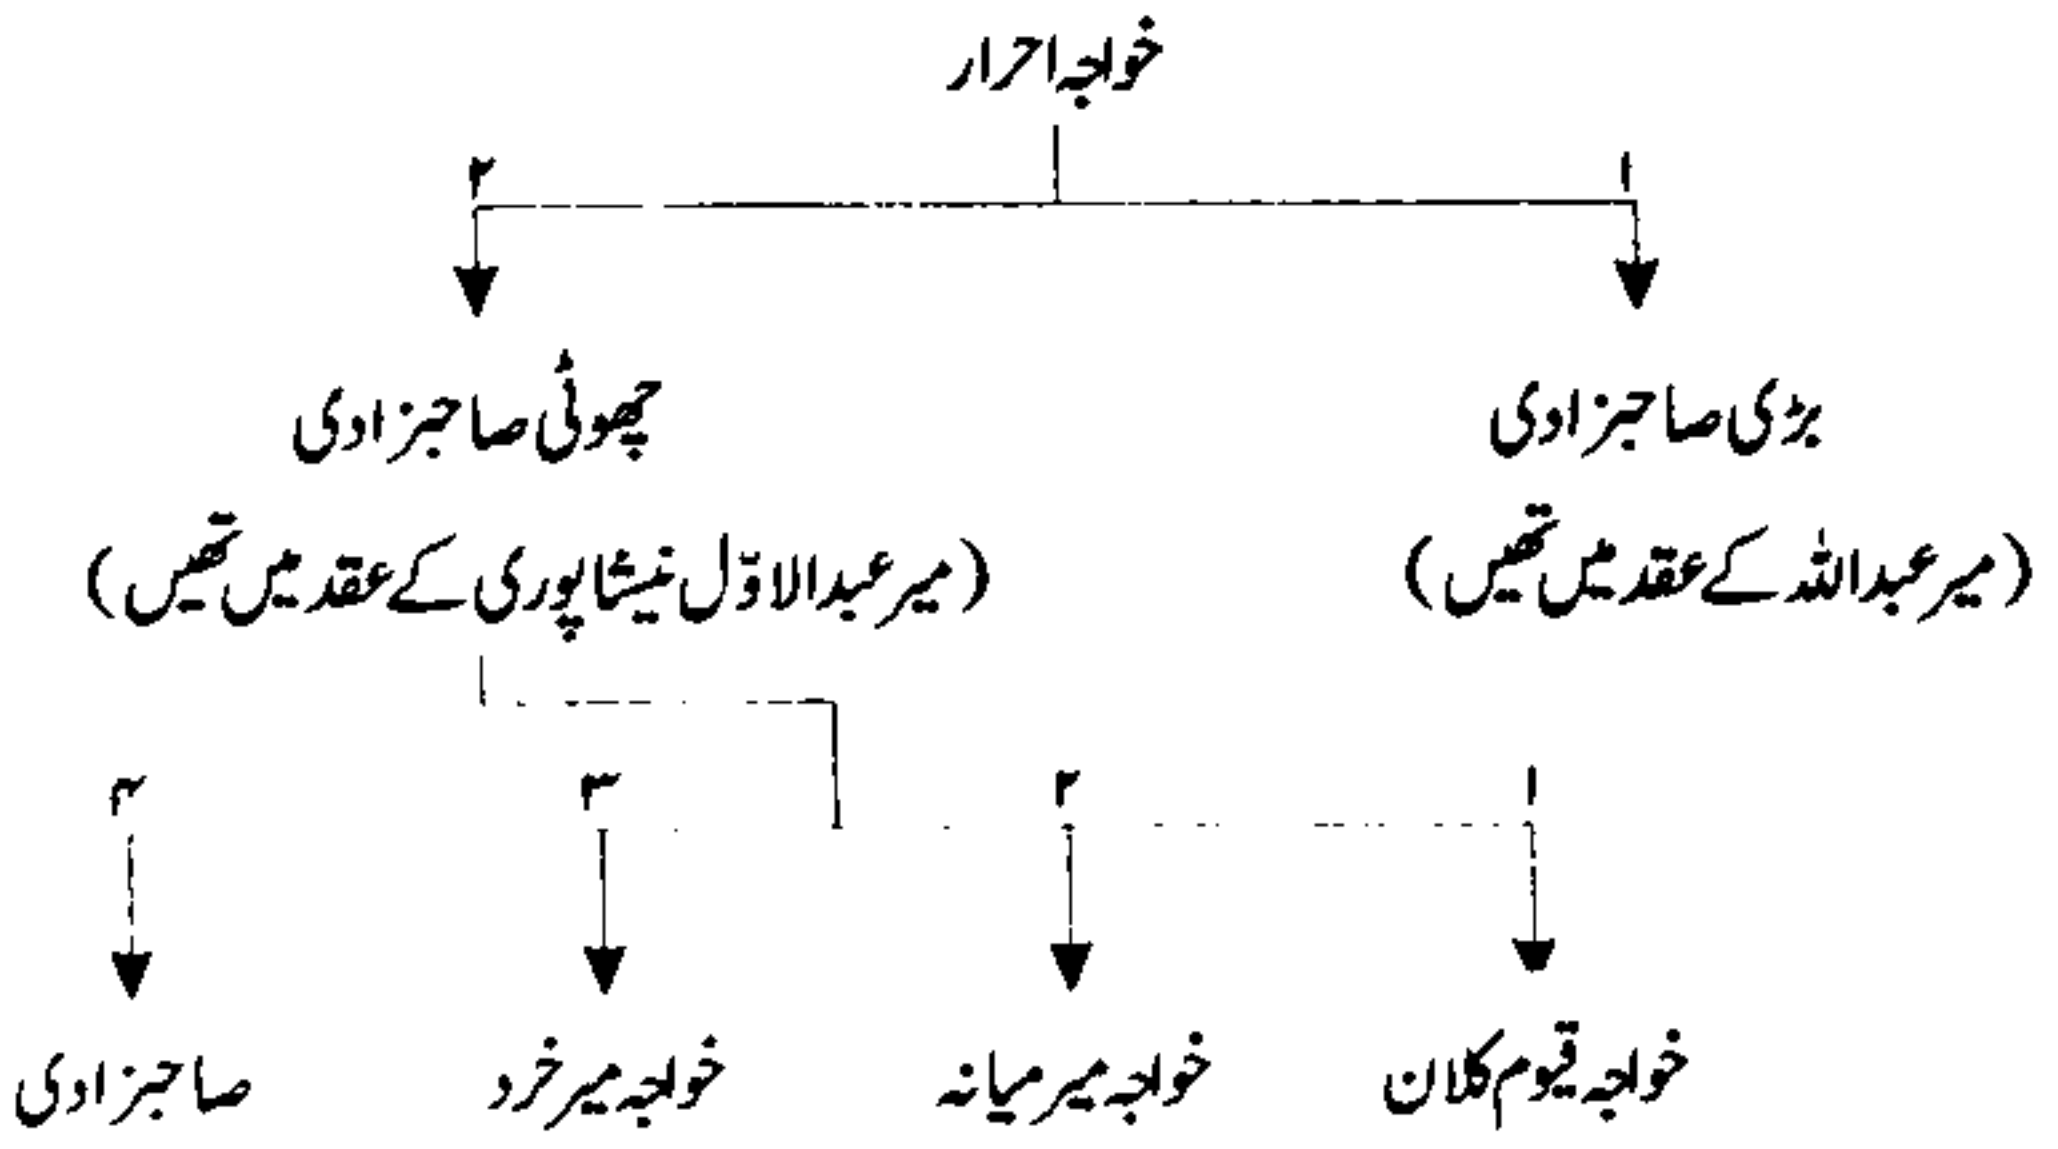 خواجہ احرار
۱ ۲
بڑی صاحبزادی چھوٹی صاحبزادی
(میر عبداللہ کے عقد میں تھیں) (میر عبدالاوّل نیشاپوری کے عقد میں تھیں)
۱ ۲ ۳ ۴
خواجہ قیوم کلان خواجہ میر میانہ خواجہ میر خرد صاحبزادی